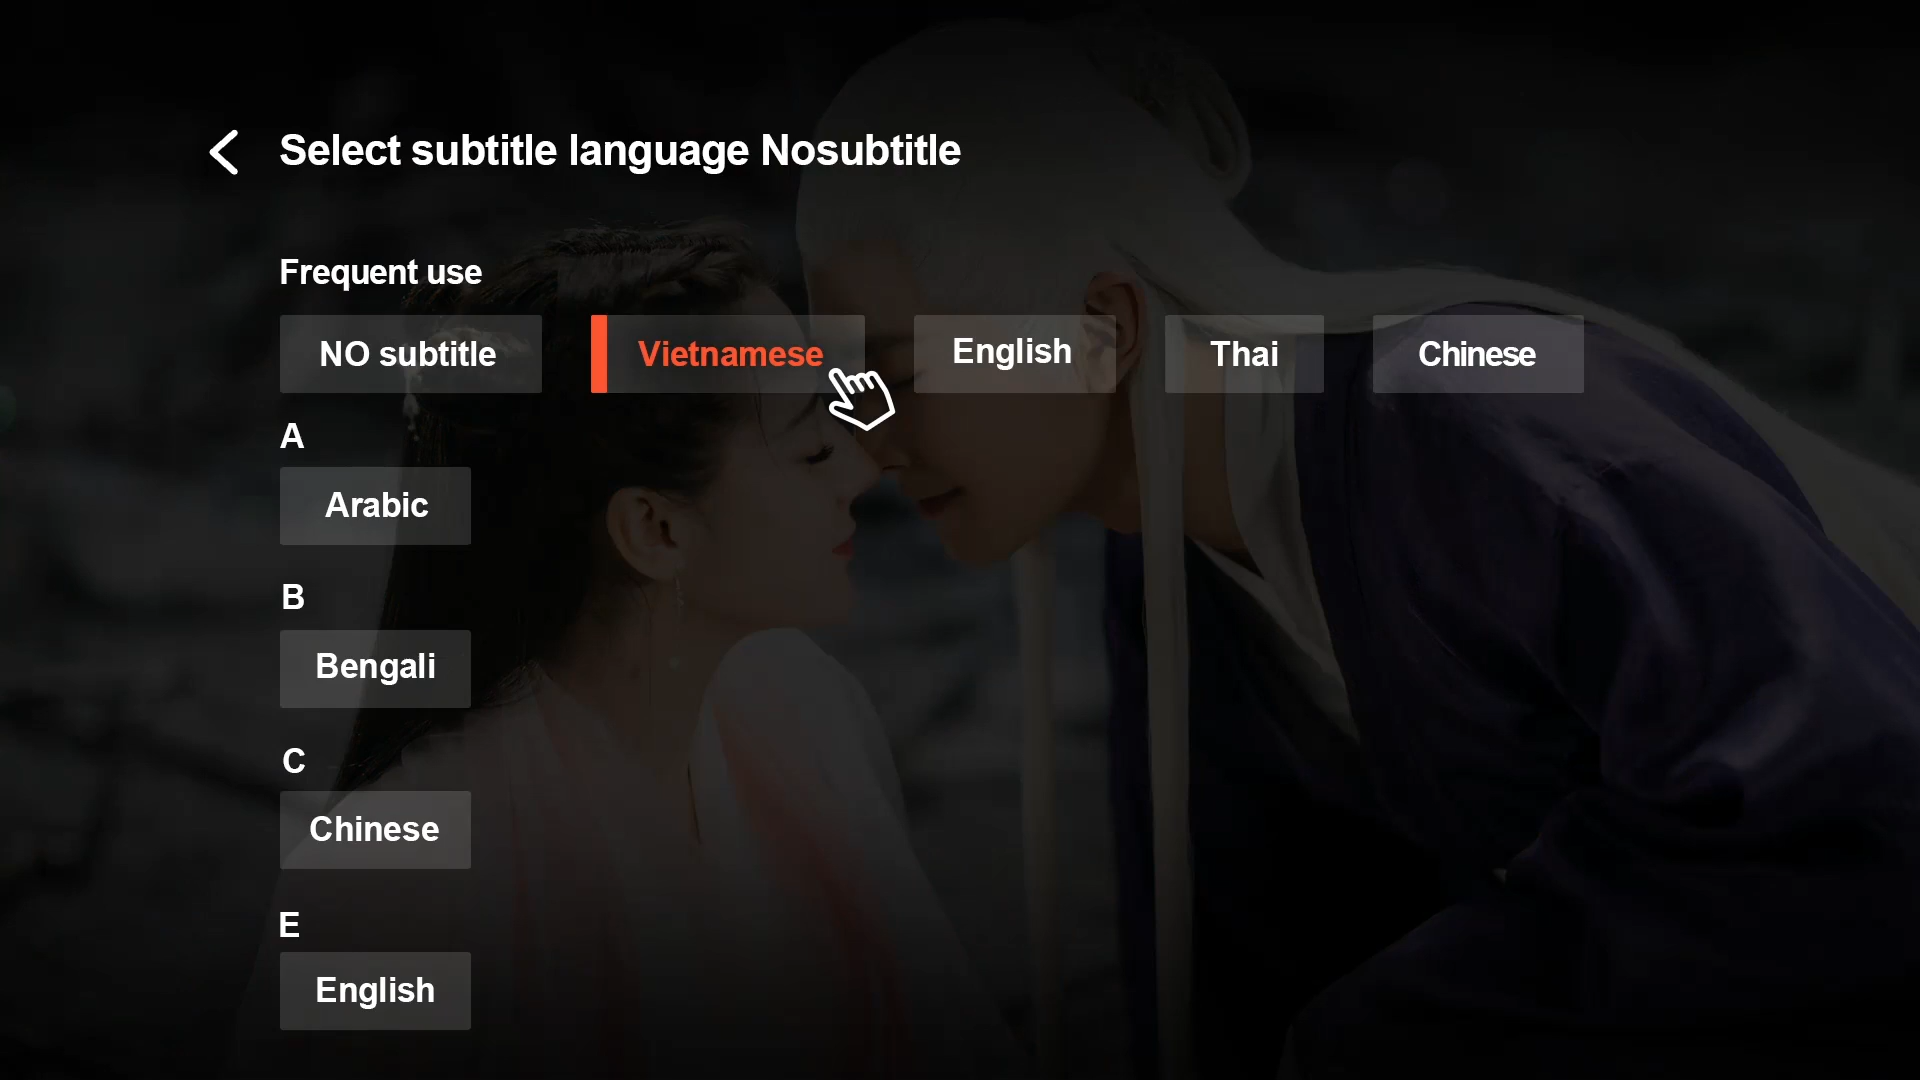 Select subtitle language Nosubtitle
Frequent use
NO subtitle Vietnamese English Thai Chinese
A
Arabic
B
Bengali
C
Chinese
E
English